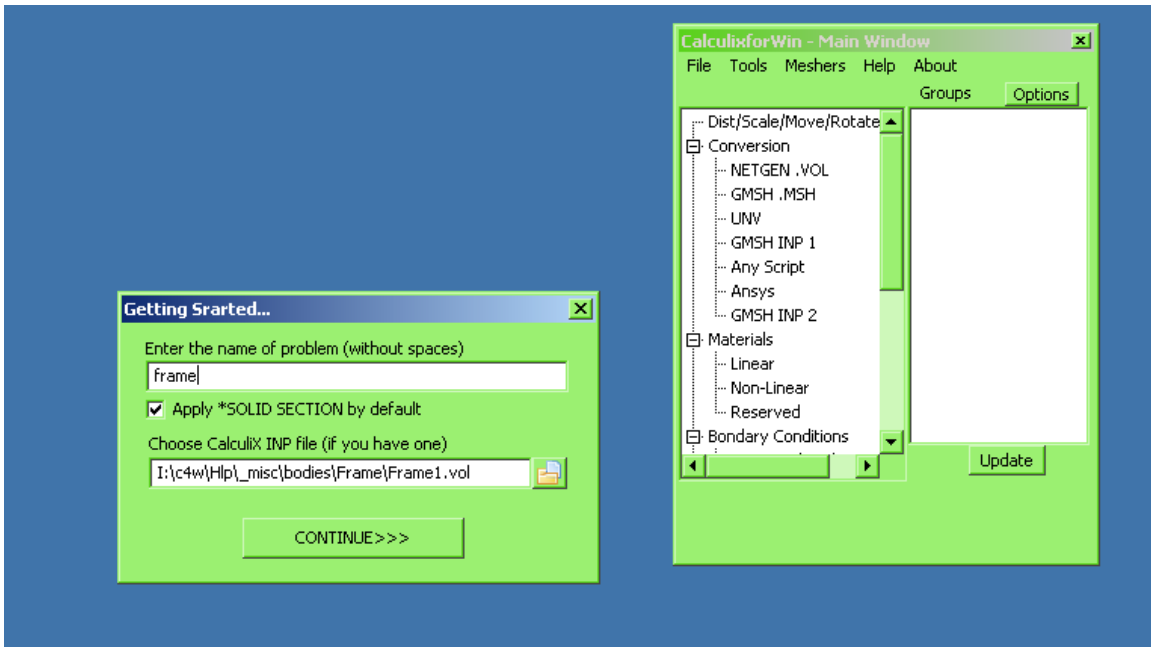 Getting Srarted...
Enter the name of problem (without spaces)
frame
Apply *SOLID SECTION by default
Choose CalculiX INP file (if you have one)
I:\c4w\Hlp\_misc\bodies\Frame\Frame1.vol
CONTINUE>>>
CalculixforWin - Main Window
File Tools Meshers Help About
Groups Options
Dist/Scale/Move/Rotate
Conversion
NETGEN .VOL
GMSH .MSH
UNV
GMSH INP 1
Any Script
Ansys
GMSH INP 2
Materials
Linear
Non-Linear
Reserved
Bondary Conditions
Update